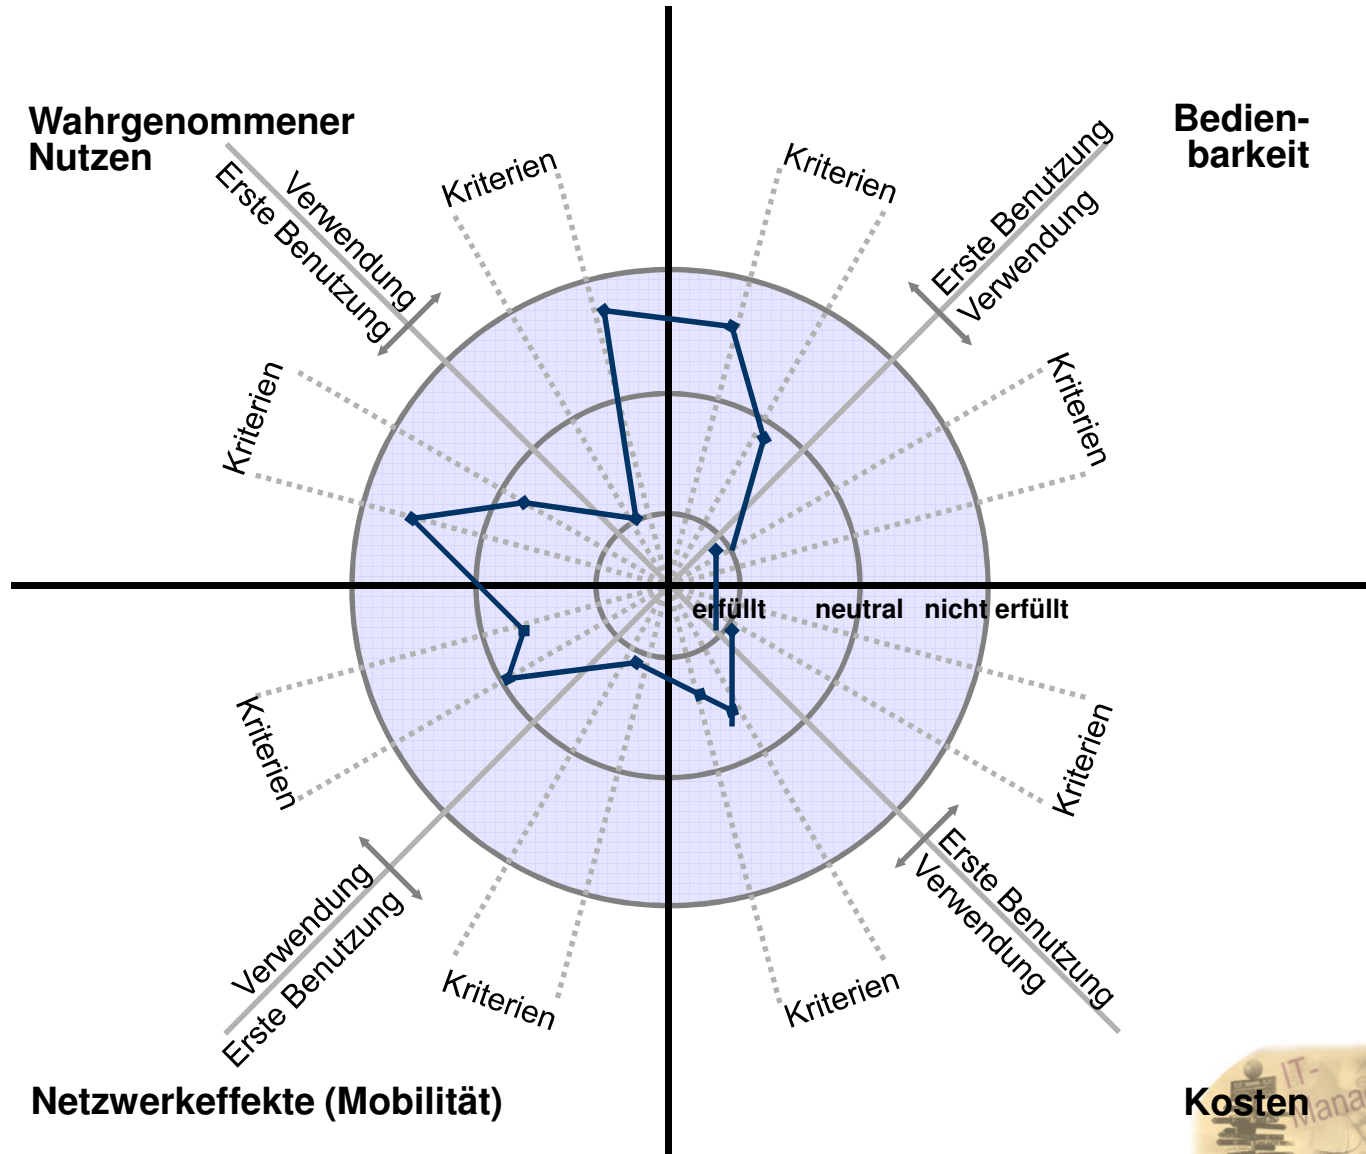 Wahrgenommener
Nutzen
Bedien-
barkeit
Verwendung
Erste Benutzung
Kriterien
Kriterien
Erste Benutzung
Verwendung
Kriterien
Kriterien
erfüllt
neutral
nicht erfüllt
Kriterien
Kriterien
Verwendung
Erste Benutzung
Kriterien
Kriterien
Erste Benutzung
Verwendung
Netzwerkeffekte (Mobilität)
Kosten
IT-